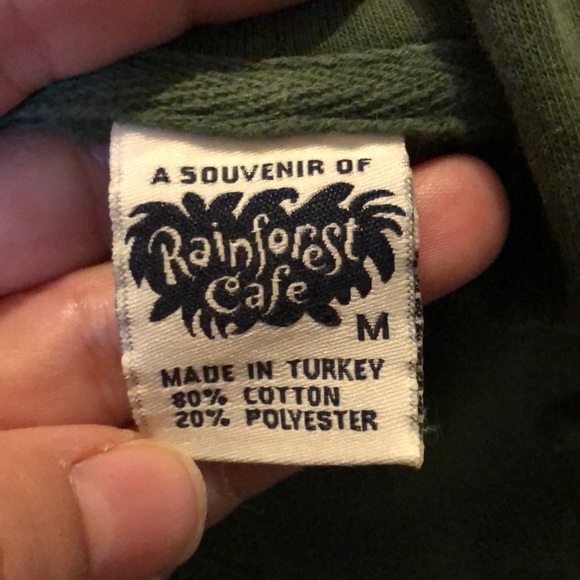 A SOUVENIR OF
Rainforest
Cafe
M
MADE IN TURKEY
80% COTTON
20% POLYESTER